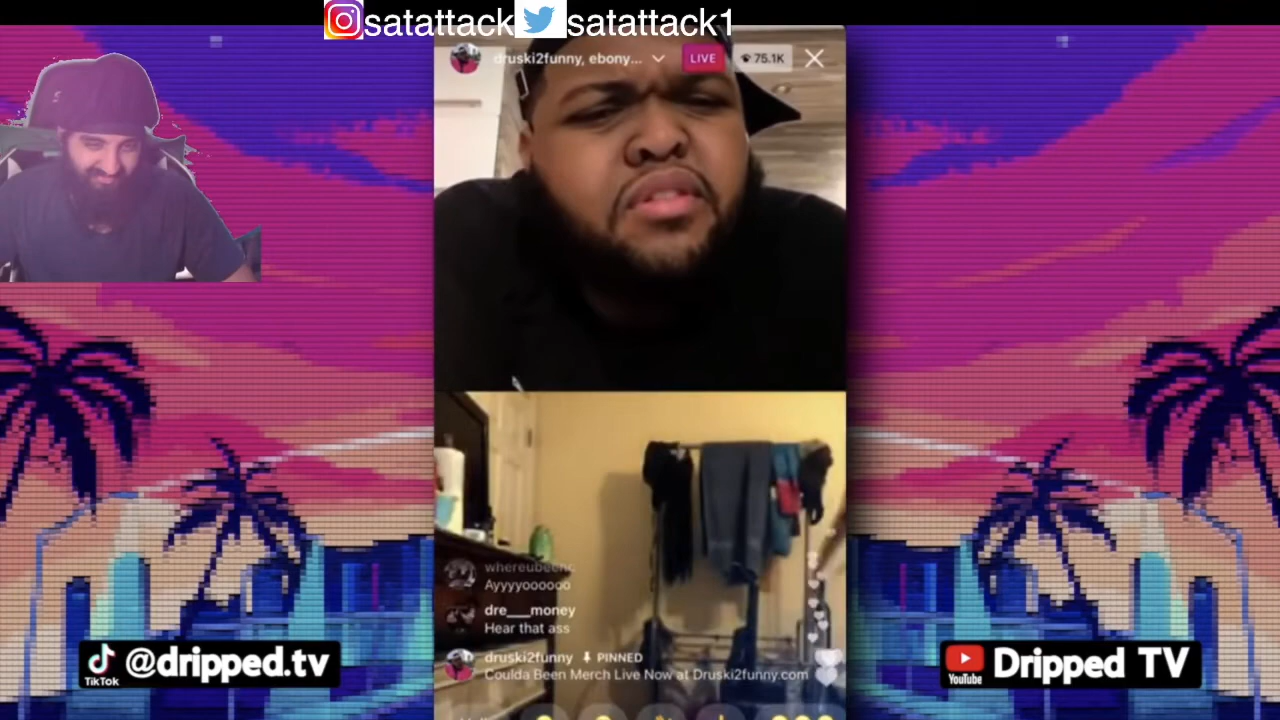 satattack satattack1
druski2funny, ebony... LIVE 75.1K
whereubeenc
Ayyyyoooooo
dre___money
Hear that ass
druski2funny PINNED
Coulda Been Merch Live Now at Druski2funny.com
TikTok @dripped.tv
YouTube Dripped TV